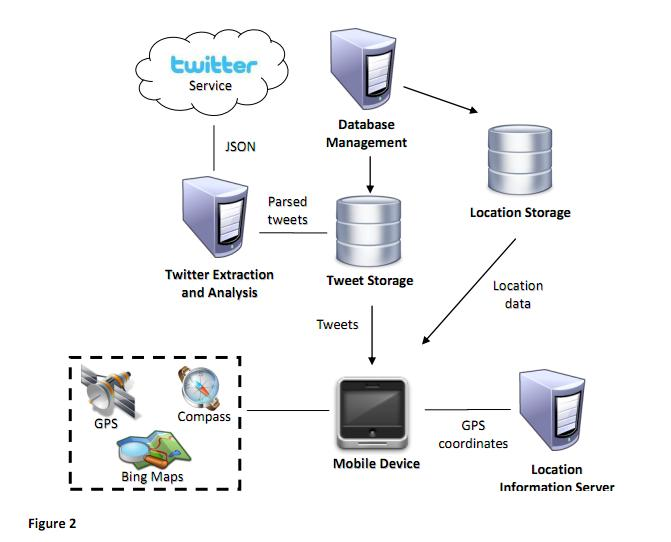 twitter
Service
Database
Management
JSON
Location Storage
Parsed
tweets
Twitter Extraction
and Analysis
Tweet Storage
Location
data
Tweets
GPS
Compass
Bing Maps
GPS
coordinates
Mobile Device
Location
Information Server
Figure 2